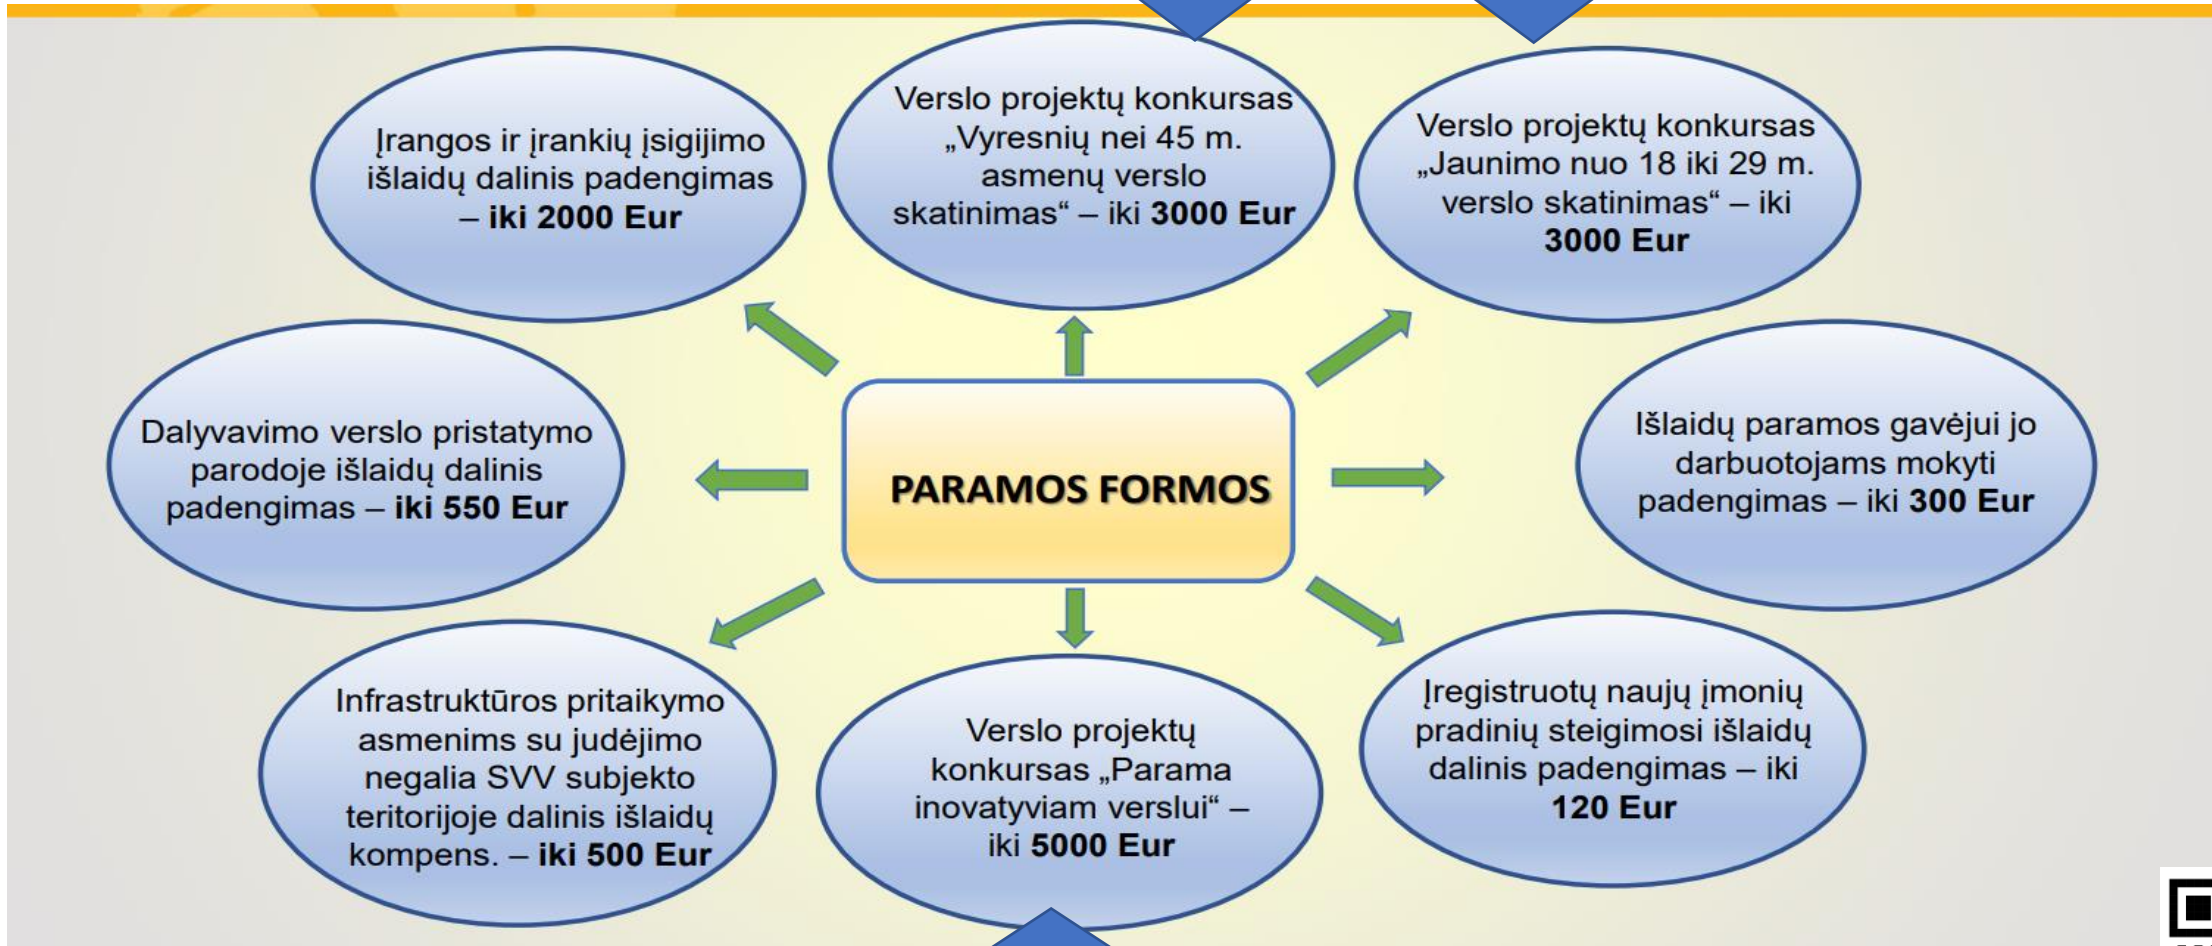 Įrangos ir įrankių įsigijimo
išlaidų dalinis padengimas
– iki 2000 Eur
Verslo projektų konkursas
„Vyresnių nei 45 m.
asmenų verslo
skatinimas“ – iki 3000 Eur
Verslo projektų konkursas
„Jaunimo nuo 18 iki 29 m.
verslo skatinimas“ – iki
3000 Eur
Dalyvavimo verslo pristatymo
parodoje išlaidų dalinis
padengimas – iki 550 Eur
PARAMOS FORMOS
Išlaidų paramos gavėjui jo
darbuotojams mokyti
padengimas – iki 300 Eur
Infrastruktūros pritaikymo
asmenims su judėjimo
negalia SVV subjekto
teritorijoje dalinis išlaidų
kompens. – iki 500 Eur
Verslo projektų
konkursas „Parama
inovatyviam verslui“ –
iki 5000 Eur
Įregistruotų naujų įmonių
pradinių steigimosi išlaidų
dalinis padengimas – iki
120 Eur